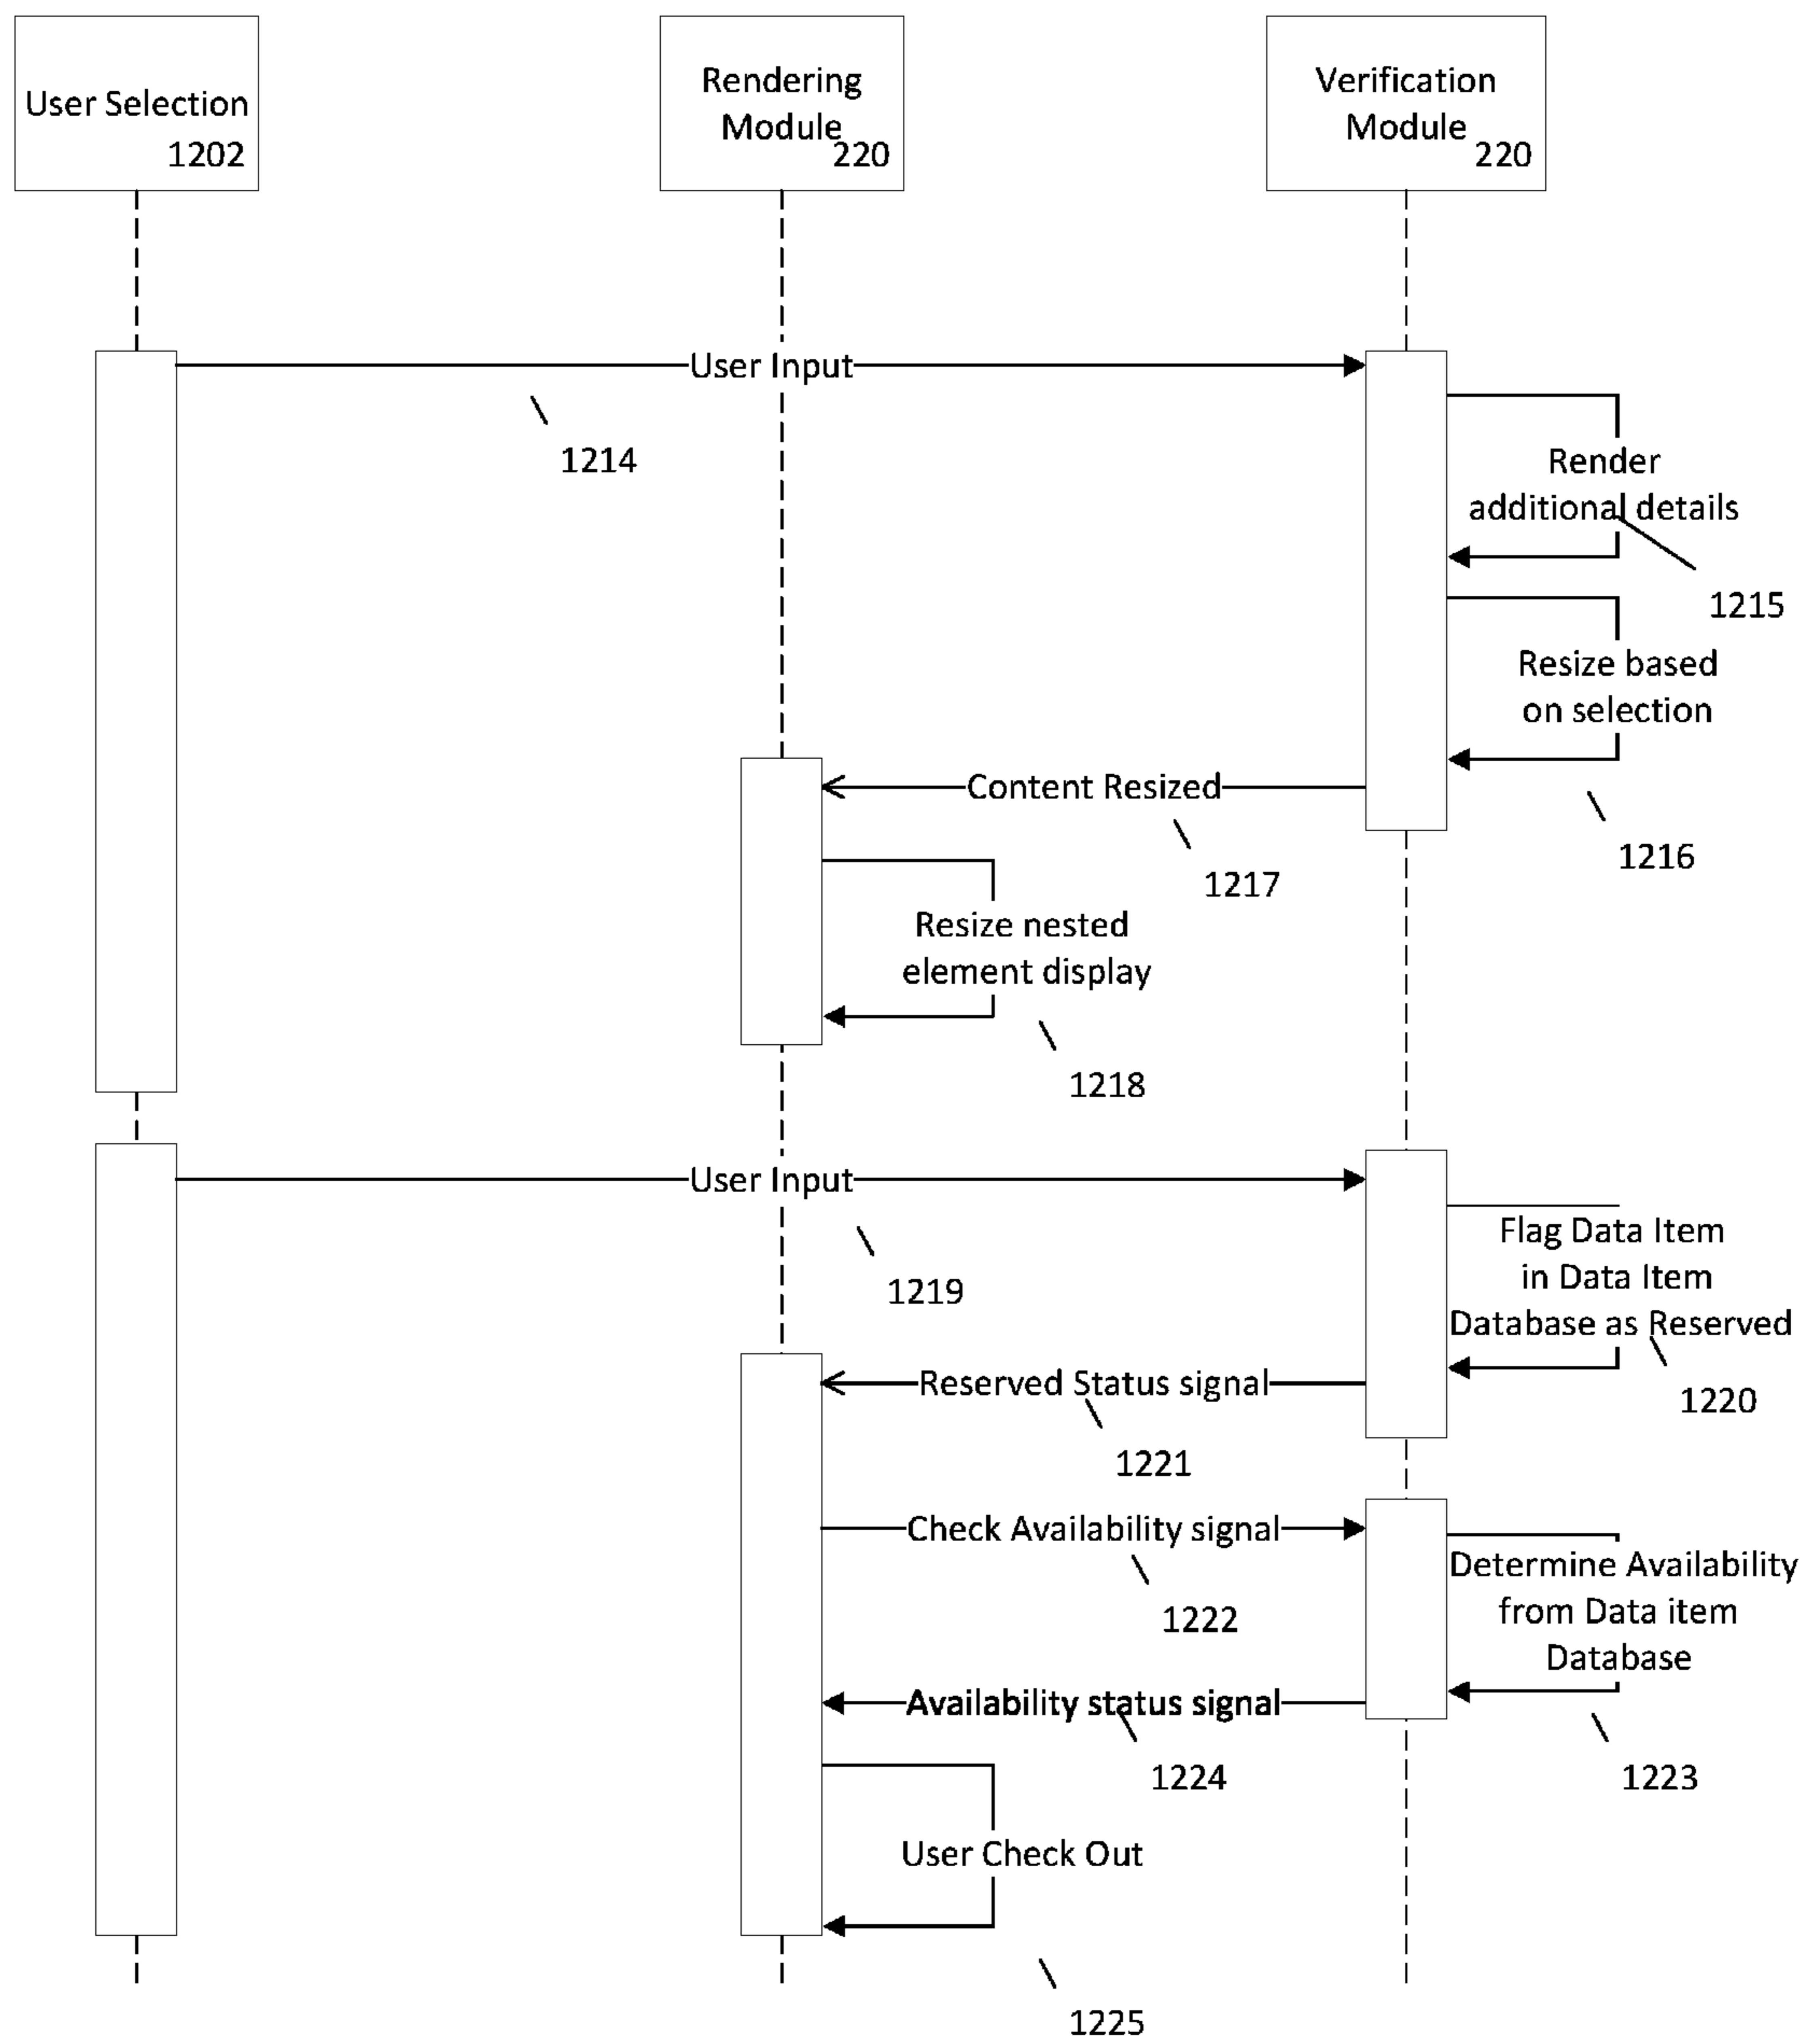 User Selection
1202
Rendering
Module
220
Verification
Module
220
User Input
1214
Render
additional details
1215
Resize based
on selection
1216
Content Resized
1217
Resize nested
element display
1218
User Input
1219
Flag Data Item
in Data Item
Database as Reserved
1220
Reserved Status signal
1221
Check Availability signal
1222
Determine Availability
from Data item
Database
1223
Availability status signal
1224
User Check Out
1225